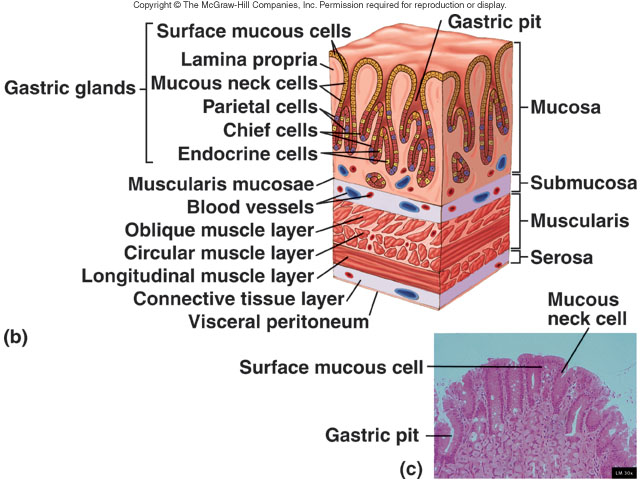 Copyright © The McGraw-Hill Companies, Inc. Permission required for reproduction or display.
Surface mucous cells
Gastric pit
Lamina propria
Gastric glands
Mucous neck cells
Parietal cells
Mucosa
Chief cells
Endocrine cells
Muscularis mucosae
Submucosa
Blood vessels
Oblique muscle layer
Muscularis
Circular muscle layer
Serosa
Longitudinal muscle layer
Connective tissue layer
Visceral peritoneum
(b)
Mucous
neck cell
Surface mucous cell
Gastric pit
(c)
LM 30x